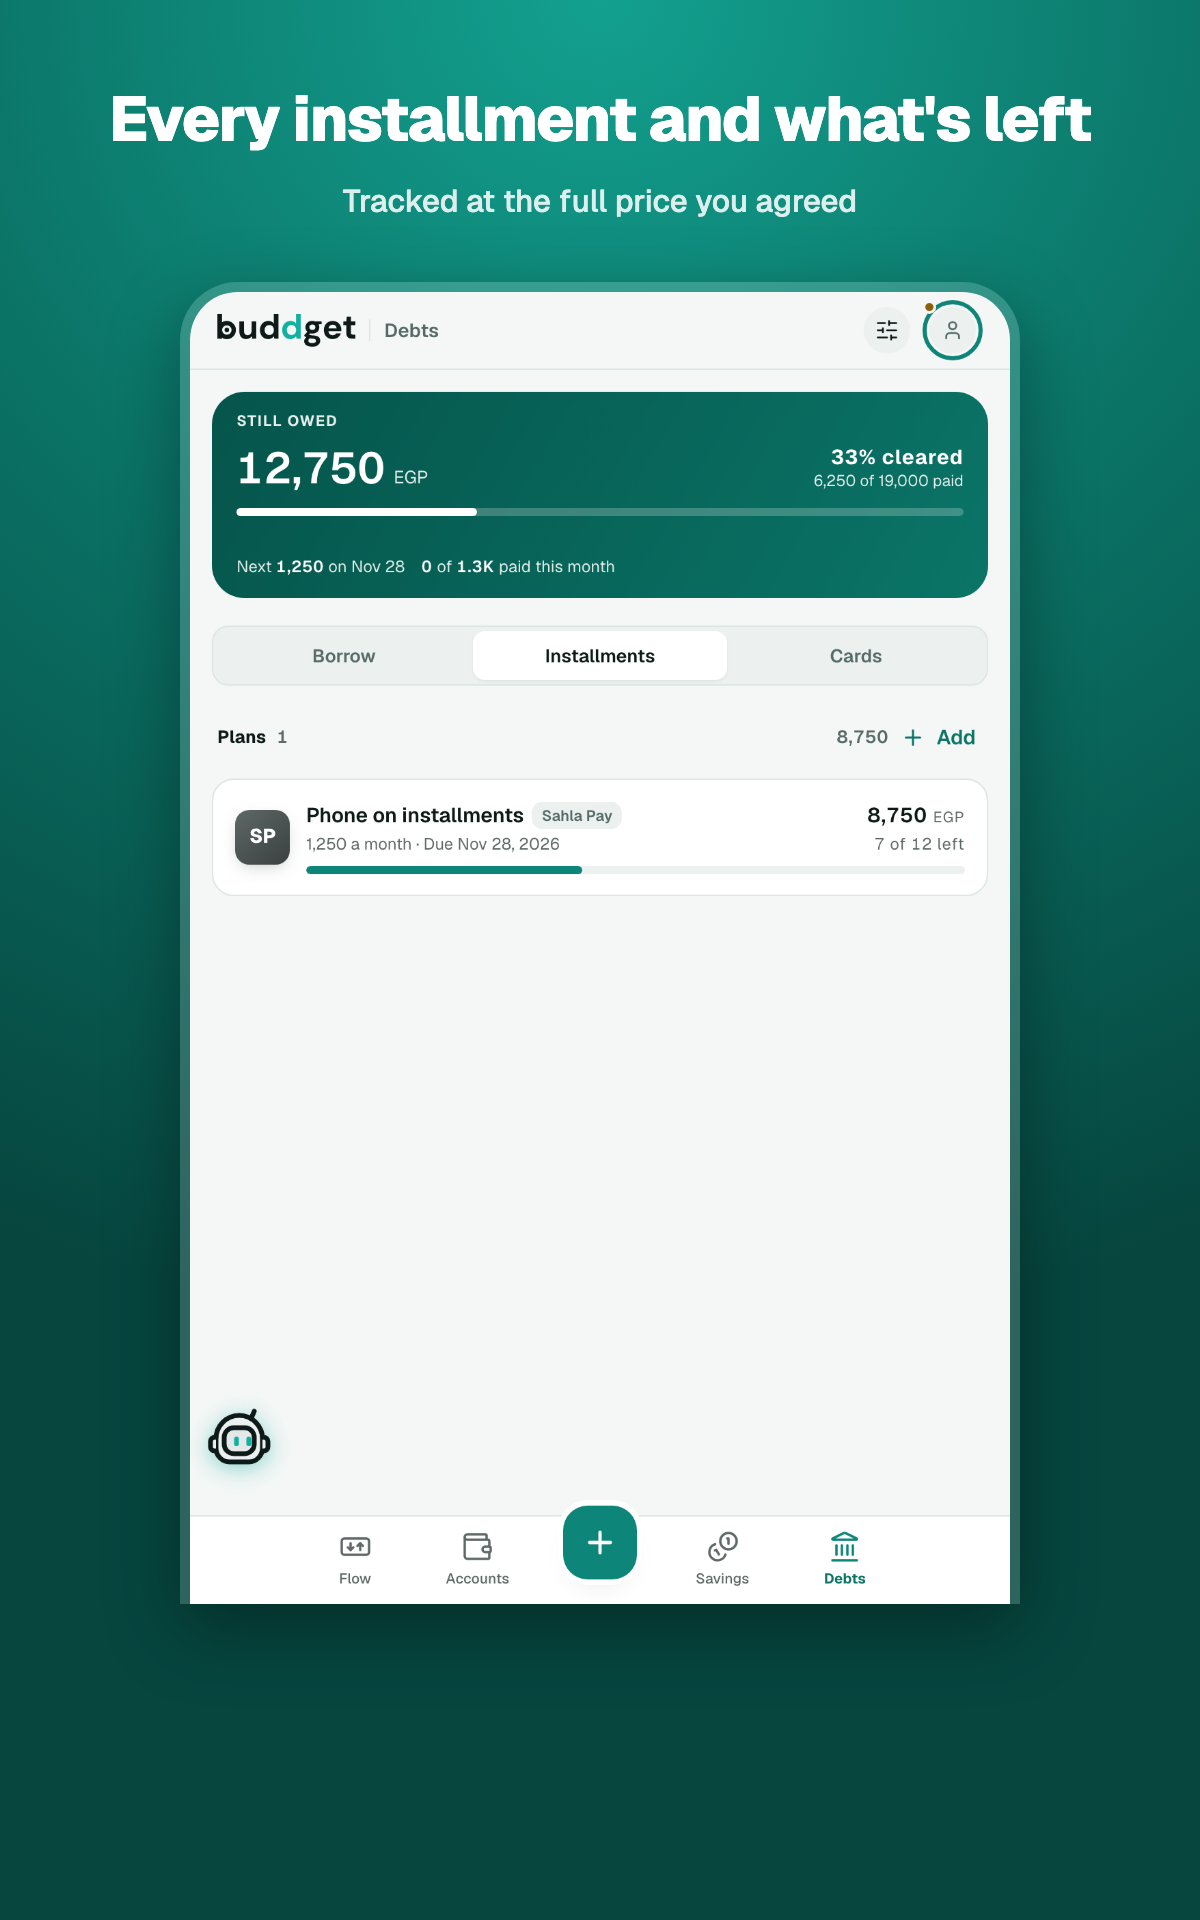 Every installment and what's left
Tracked at the full price you agreed
buddget Debts
STILL OWED
12,750 EGP
33% cleared
6,250 of 19,000 paid
Next 1,250 on Nov 28 0 of 1.3K paid this month
Borrow Installments Cards
Plans 1 8,750 + Add
SP
Phone on installments Sahla Pay 8,750 EGP
1,250 a month · Due Nov 28, 2026 7 of 12 left
Flow Accounts Savings Debts